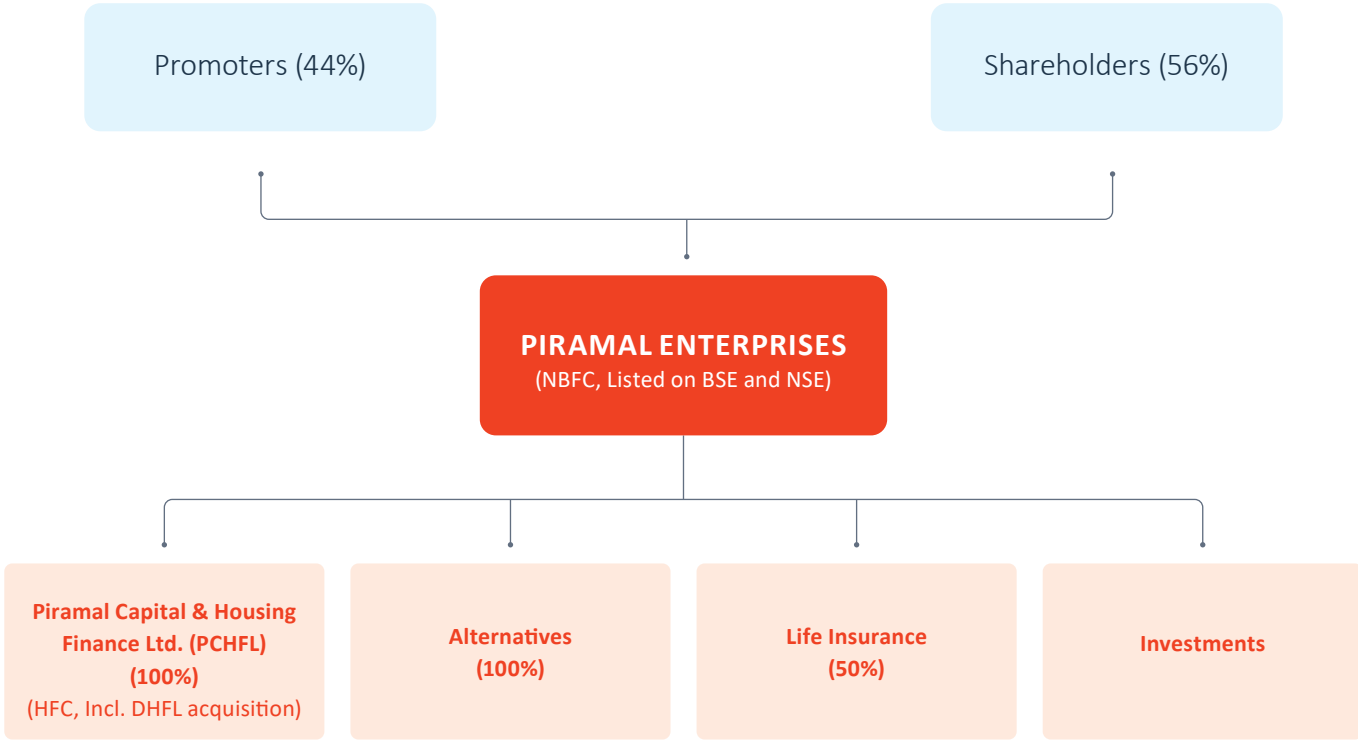 Promoters (44%)
Shareholders (56%)
PIRAMAL ENTERPRISES
(NBFC, Listed on BSE and NSE)
Piramal Capital & Housing
Finance Ltd. (PCHFL)
(100%)
(HFC, Incl. DHFL acquisition)
Alternatives
(100%)
Life Insurance
(50%)
Investments